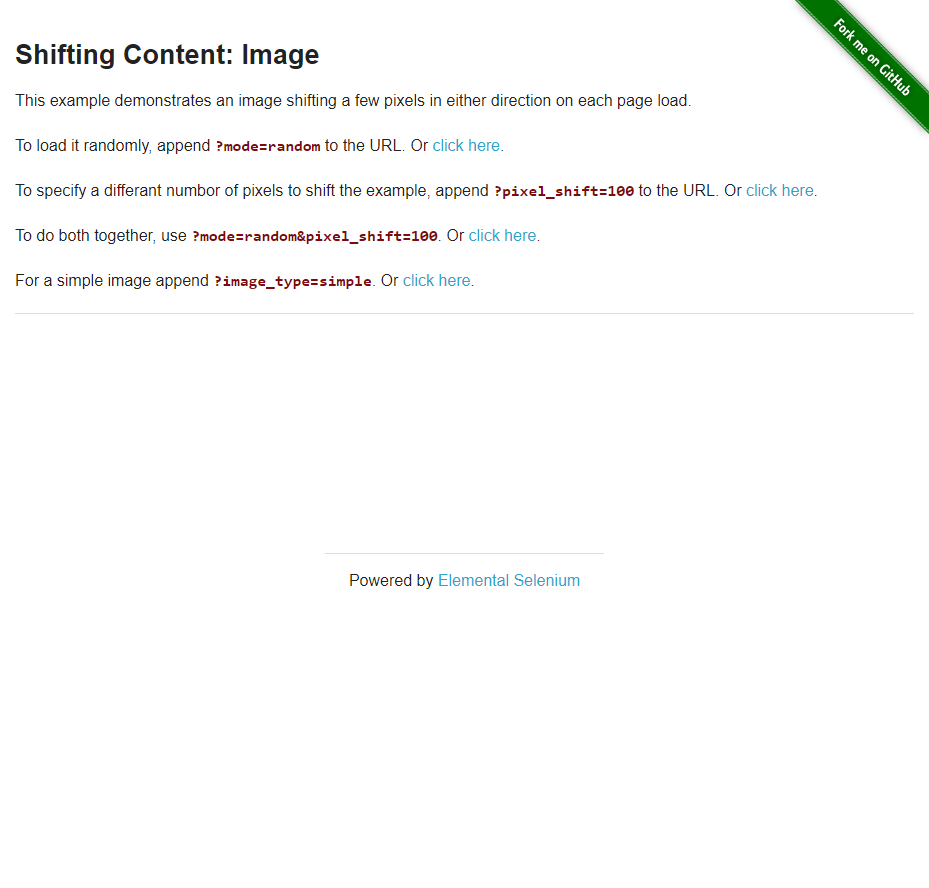 Fork me on GitHub
Shifting Content: Image
This example demonstrates an image shifting a few pixels in either direction on each page load.
To load it randomly, append ?mode=random to the URL. Or click here.
To specify a differant numbor of pixels to shift the example, append ?pixel_shift=100 to the URL. Or click here.
To do both together, use ?mode=random&pixel_shift=100. Or click here.
For a simple image append ?image_type=simple. Or click here.
Powered by Elemental Selenium